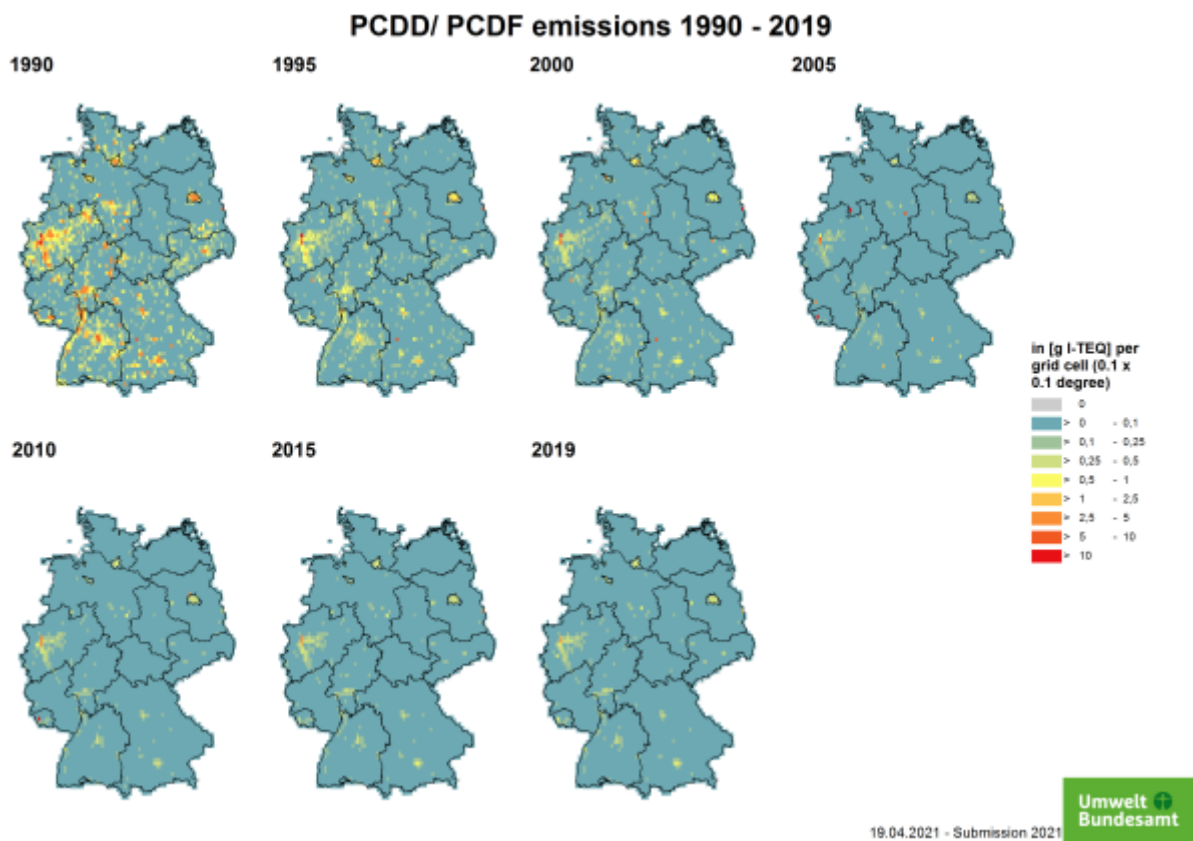 PCDD/ PCDF emissions 1990 - 2019
1990 1995 2000 2005
in [g I-TEQ] per
grid cell (0.1 x
0.1 degree)
0
> 0 - 0,1
> 0,1 - 0,25
> 0,25 - 0,5
> 0,5 - 1
> 1 - 2,5
> 2,5 - 5
> 5 - 10
> 10
2010 2015 2019
Umwelt
Bundesamt
19.04.2021 - Submission 2021